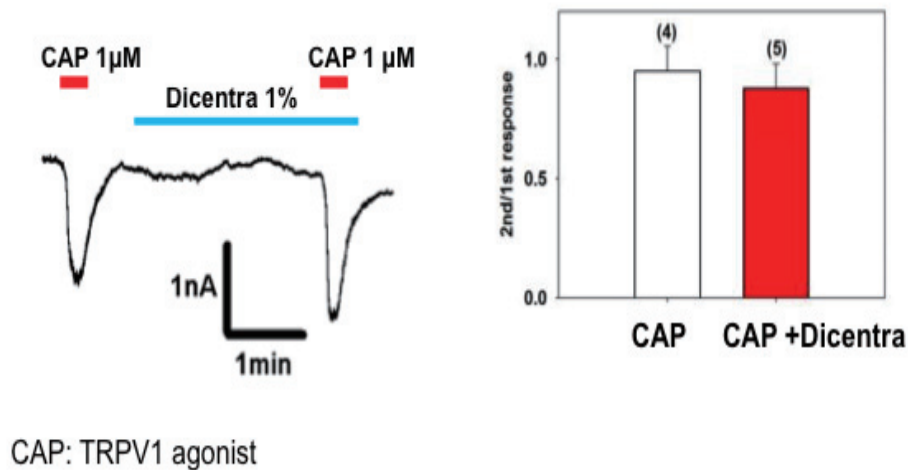 CAP 1µM
CAP 1 µM
Dicentra 1%
1nA
1min
2nd/1st response
1.0
0.5
0.0
(4)
(5)
CAP
CAP +Dicentra
CAP: TRPV1 agonist